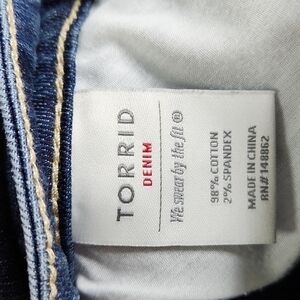 TORRID
DENIM
We swear by the fit ®
98% COTTON
2% SPANDEX
MADE IN CHINA
RN# 148862